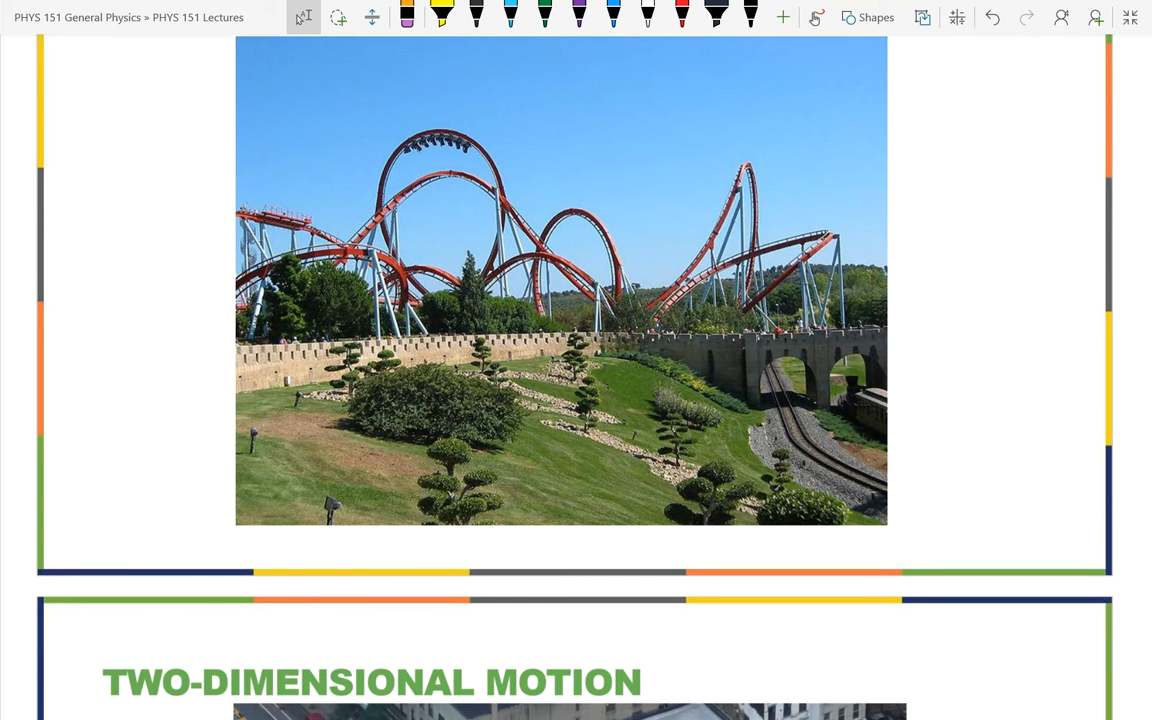 PHYS 151 General Physics » PHYS 151 Lectures
Shapes
TWO-DIMENSIONAL MOTION